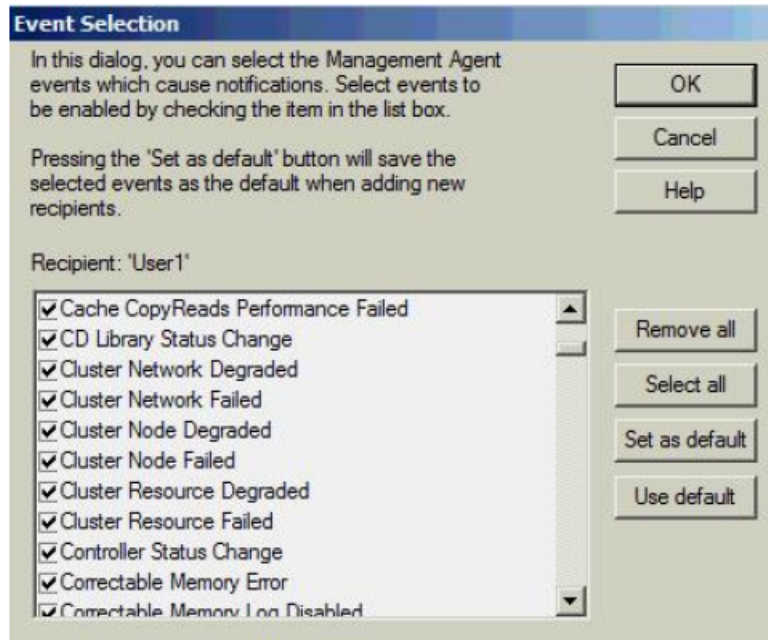 Event Selection
In this dialog, you can select the Management Agent
events which cause notifications. Select events to
be enabled by checking the item in the list box.
Pressing the 'Set as default' button will save the
selected events as the default when adding new
recipients.
Recipient: 'User1'
Cache CopyReads Performance Failed
CD Library Status Change
Cluster Network Degraded
Cluster Network Failed
Cluster Node Degraded
Cluster Node Failed
Cluster Resource Degraded
Cluster Resource Failed
Controller Status Change
Correctable Memory Error
Correctable Memory Log Disabled
OK
Cancel
Help
Remove all
Select all
Set as default
Use default